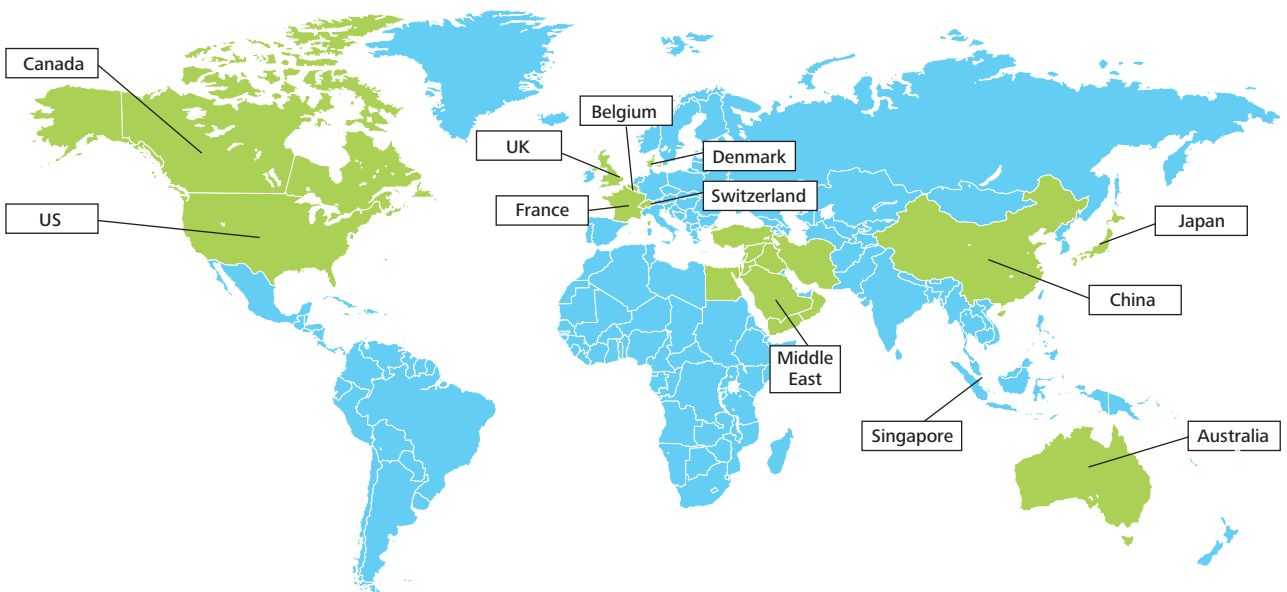 Canada
Belgium
UK
Denmark
Switzerland
France
US
Japan
China
Middle
East
Singapore
Australia